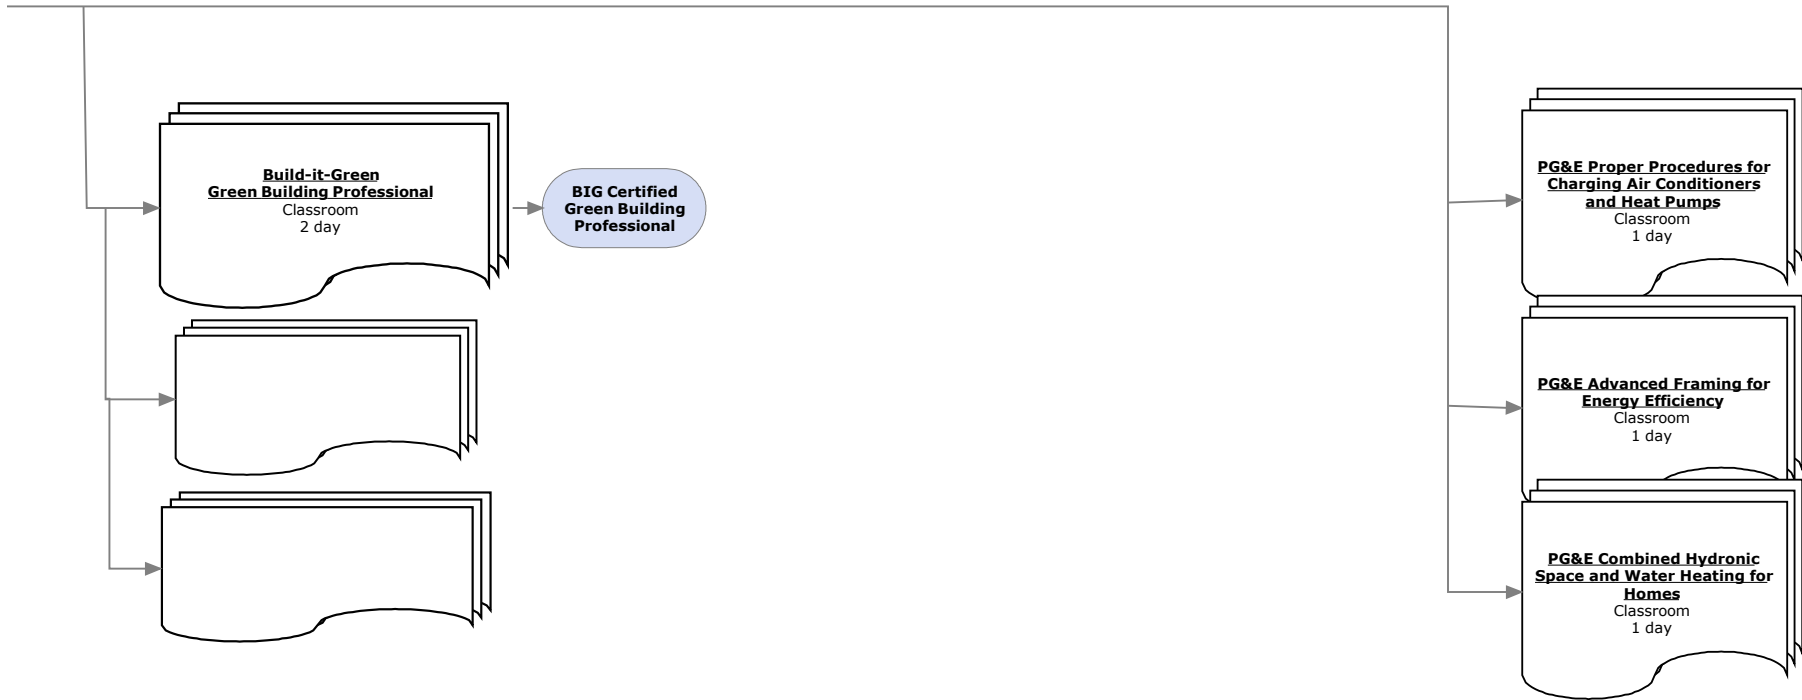 Build-it-Green
Green Building Professional
Classroom
2 day
BIG Certified
Green Building
Professional
PG&E Proper Procedures for
Charging Air Conditioners
and Heat Pumps
Classroom
1 day
PG&E Advanced Framing for
Energy Efficiency
Classroom
1 day
PG&E Combined Hydronic
Space and Water Heating for
Homes
Classroom
1 day